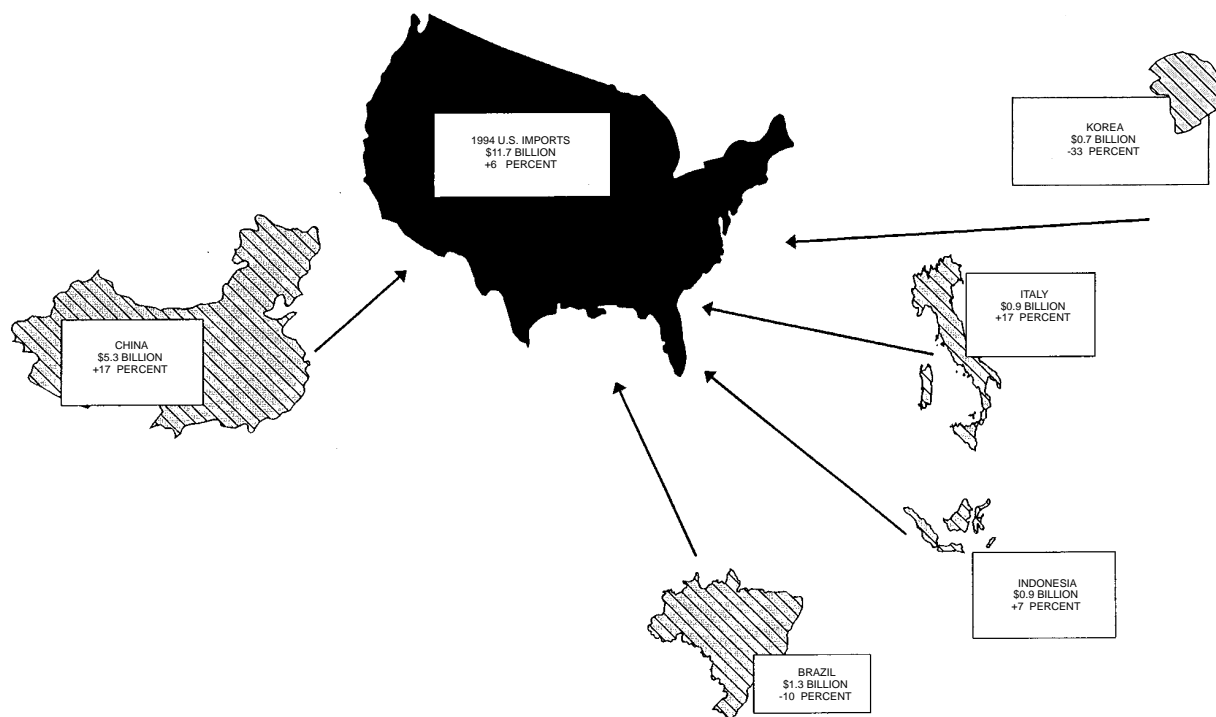 1994 U.S. IMPORTS
$11.7 BILLION
+6 PERCENT
KOREA
$0.7 BILLION
-33 PERCENT
ITALY
$0.9 BILLION
+17 PERCENT
CHINA
$5.3 BILLION
+17 PERCENT
INDONESIA
$0.9 BILLION
+7 PERCENT
BRAZIL
$1.3 BILLION
-10 PERCENT